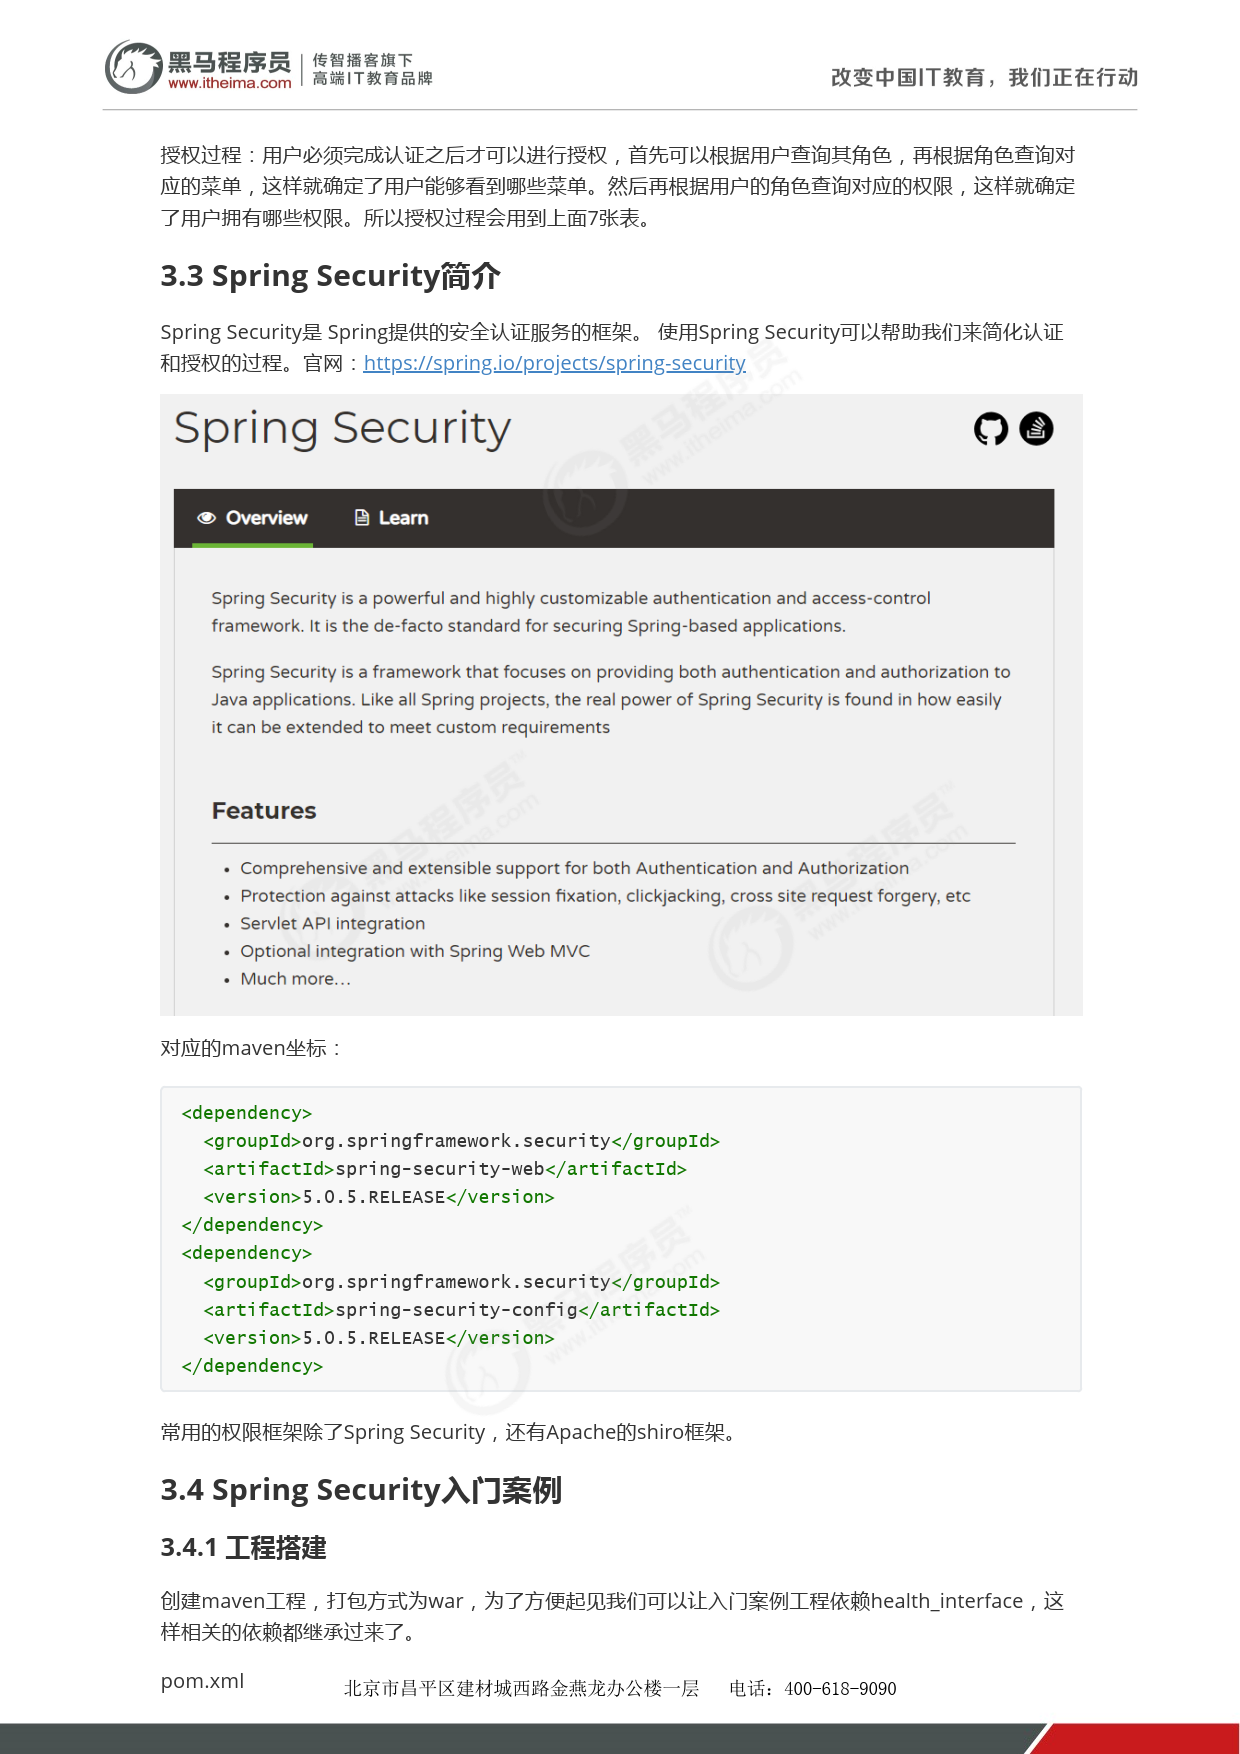 黑马程序员
www.itheima.com
传智播客旗下
高端IT教育品牌
改变中国IT教育，我们正在行动
授权过程：用户必须完成认证之后才可以进行授权，首先可以根据用户查询其角色，再根据角色查询对
应的菜单，这样就确定了用户能够看到哪些菜单。然后再根据用户的角色查询对应的权限，这样就确定
了用户拥有哪些权限。所以授权过程会用到上面7张表。
3.3 Spring Security简介
Spring Security是 Spring提供的安全认证服务的框架。 使用Spring Security可以帮助我们来简化认证
和授权的过程。官网：https://spring.io/projects/spring-security
Spring Security
Overview Learn
Spring Security is a powerful and highly customizable authentication and access-control
framework. It is the de-facto standard for securing Spring-based applications.
Spring Security is a framework that focuses on providing both authentication and authorization to
Java applications. Like all Spring projects, the real power of Spring Security is found in how easily
it can be extended to meet custom requirements
Features
• Comprehensive and extensible support for both Authentication and Authorization
• Protection against attacks like session fixation, clickjacking, cross site request forgery, etc
• Servlet API integration
• Optional integration with Spring Web MVC
• Much more…
对应的maven坐标：
<dependency>
  <groupId>org.springframework.security</groupId>
  <artifactId>spring-security-web</artifactId>
  <version>5.0.5.RELEASE</version>
</dependency>
<dependency>
  <groupId>org.springframework.security</groupId>
  <artifactId>spring-security-config</artifactId>
  <version>5.0.5.RELEASE</version>
</dependency>
常用的权限框架除了Spring Security，还有Apache的shiro框架。
3.4 Spring Security入门案例
3.4.1 工程搭建
创建maven工程，打包方式为war，为了方便起见我们可以让入门案例工程依赖health_interface，这
样相关的依赖都继承过来了。
pom.xml
北京市昌平区建材城西路金燕龙办公楼一层 电话：400-618-9090